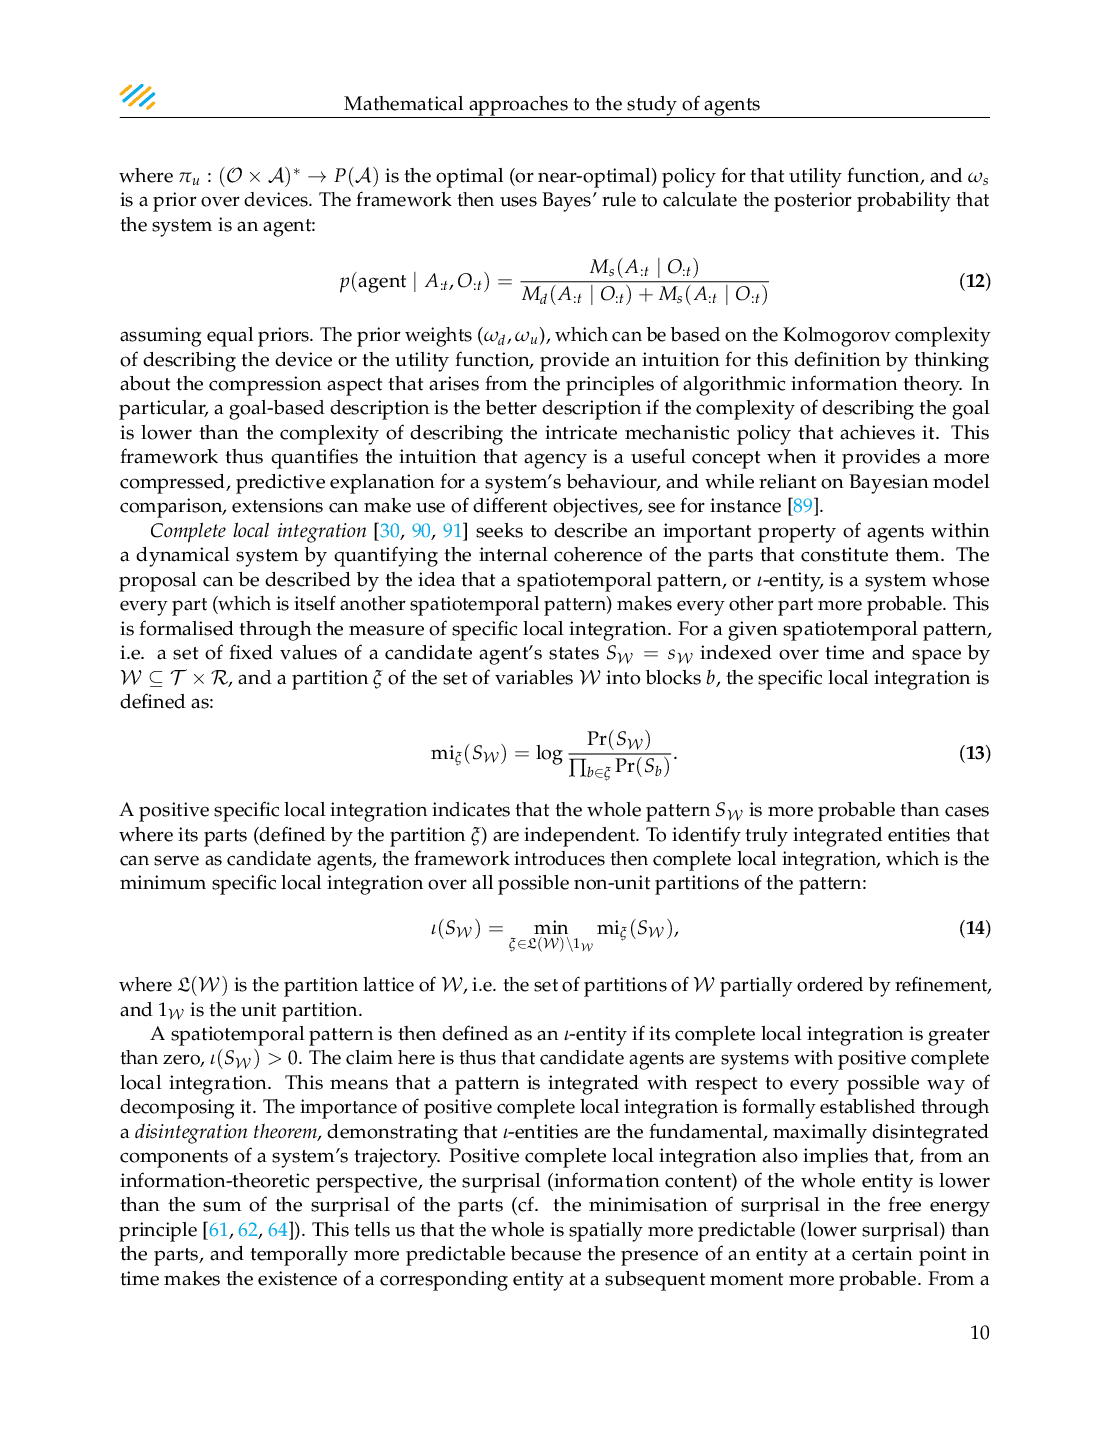 Mathematical approaches to the study of agents
where πᵤ : (𝒪 × 𝒜)* → P(𝒜) is the optimal (or near-optimal) policy for that utility function, and ωₛ
is a prior over devices. The framework then uses Bayes’ rule to calculate the posterior probability that
the system is an agent:
p(agent | A_{:t}, O_{:t}) = \frac{M_s(A_{:t} | O_{:t})}{M_d(A_{:t} | O_{:t}) + M_s(A_{:t} | O_{:t})} (12)
assuming equal priors. The prior weights (ω_d, ω_u), which can be based on the Kolmogorov complexity
of describing the device or the utility function, provide an intuition for this definition by thinking
about the compression aspect that arises from the principles of algorithmic information theory. In
particular, a goal-based description is the better description if the complexity of describing the goal
is lower than the complexity of describing the intricate mechanistic policy that achieves it. This
framework thus quantifies the intuition that agency is a useful concept when it provides a more
compressed, predictive explanation for a system’s behaviour, and while reliant on Bayesian model
comparison, extensions can make use of different objectives, see for instance [89].
Complete local integration [30, 90, 91] seeks to describe an important property of agents within
a dynamical system by quantifying the internal coherence of the parts that constitute them. The
proposal can be described by the idea that a spatiotemporal pattern, or ι-entity, is a system whose
every part (which is itself another spatiotemporal pattern) makes every other part more probable. This
is formalised through the measure of specific local integration. For a given spatiotemporal pattern,
i.e. a set of fixed values of a candidate agent’s states S_𝒲 = s_𝒲 indexed over time and space by
𝒲 ⊆ 𝒯 × ℛ, and a partition ξ of the set of variables 𝒲 into blocks b, the specific local integration is
defined as:
mi_ξ(S_𝒲) = log \frac{Pr(S_𝒲)}{∏_{b∈ξ} Pr(S_b)}. (13)
A positive specific local integration indicates that the whole pattern S_𝒲 is more probable than cases
where its parts (defined by the partition ξ) are independent. To identify truly integrated entities that
can serve as candidate agents, the framework introduces then complete local integration, which is the
minimum specific local integration over all possible non-unit partitions of the pattern:
ι(S_𝒲) = min_{ξ∈𝔏(𝒲)\1_𝒲} mi_ξ(S_𝒲), (14)
where 𝔏(𝒲) is the partition lattice of 𝒲, i.e. the set of partitions of 𝒲 partially ordered by refinement,
and 1_𝒲 is the unit partition.
A spatiotemporal pattern is then defined as an ι-entity if its complete local integration is greater
than zero, ι(S_𝒲) > 0. The claim here is thus that candidate agents are systems with positive complete
local integration. This means that a pattern is integrated with respect to every possible way of
decomposing it. The importance of positive complete local integration is formally established through
a disintegration theorem, demonstrating that ι-entities are the fundamental, maximally disintegrated
components of a system’s trajectory. Positive complete local integration also implies that, from an
information-theoretic perspective, the surprisal (information content) of the whole entity is lower
than the sum of the surprisal of the parts (cf. the minimisation of surprisal in the free energy
principle [61, 62, 64]). This tells us that the whole is spatially more predictable (lower surprisal) than
the parts, and temporally more predictable because the presence of an entity at a certain point in
time makes the existence of a corresponding entity at a subsequent moment more probable. From a
10